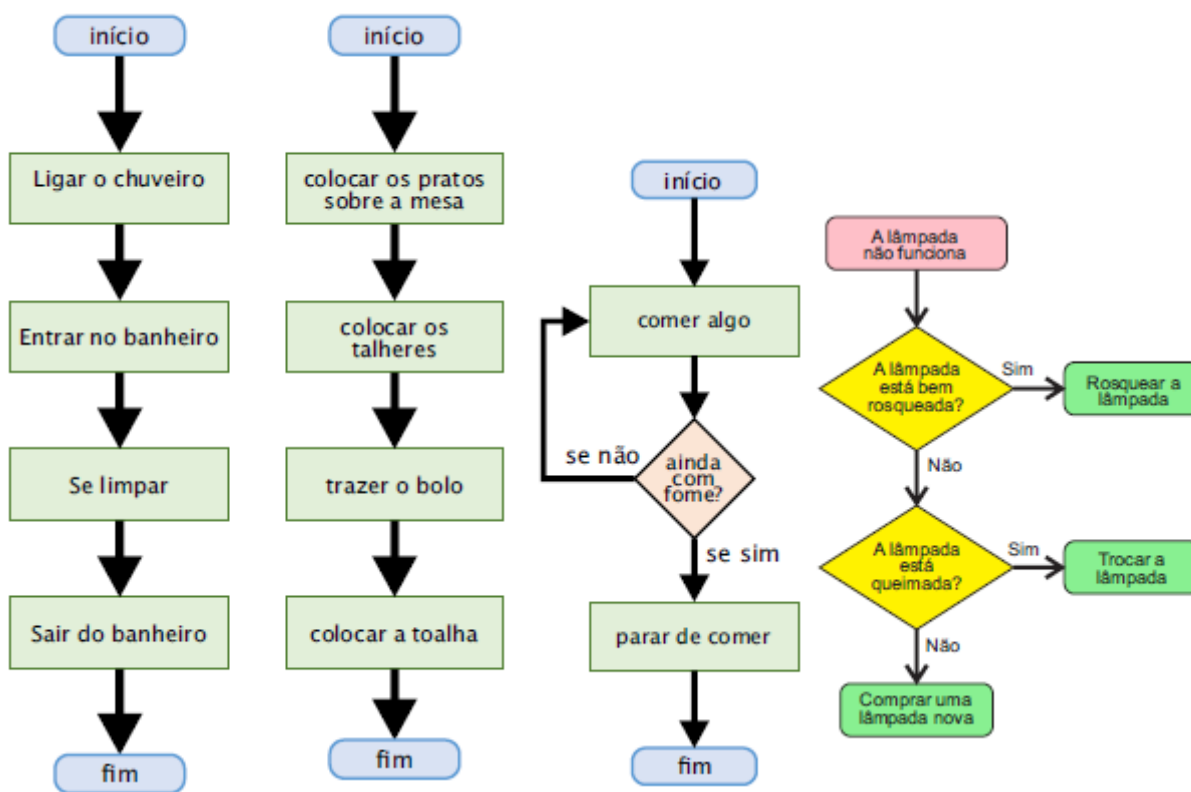 início
Ligar o chuveiro
Entrar no banheiro
Se limpar
Sair do banheiro
fim
início
colocar os pratos
sobre a mesa
colocar os
talheres
trazer o bolo
colocar a toalha
fim
início
comer algo
ainda
com
fome?
se não
se sim
parar de comer
fim
A lâmpada
não funciona
A lâmpada
está bem
rosqueada?
Sim
Rosquear a
lâmpada
Não
A lâmpada
está
queimada?
Sim
Trocar a
lâmpada
Não
Comprar uma
lâmpada nova